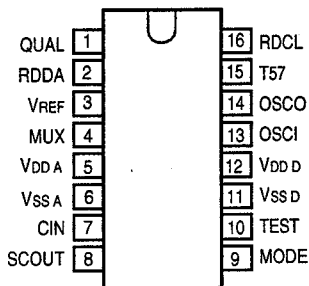 QUAL 1 16 RDCL
RDDA 2 15 T57
VREF 3 14 OSCO
MUX 4 13 OSCI
VDD A 5 12 VDD D
VSS A 6 11 VSS D
CIN 7 10 TEST
SCOUT 8 9 MODE